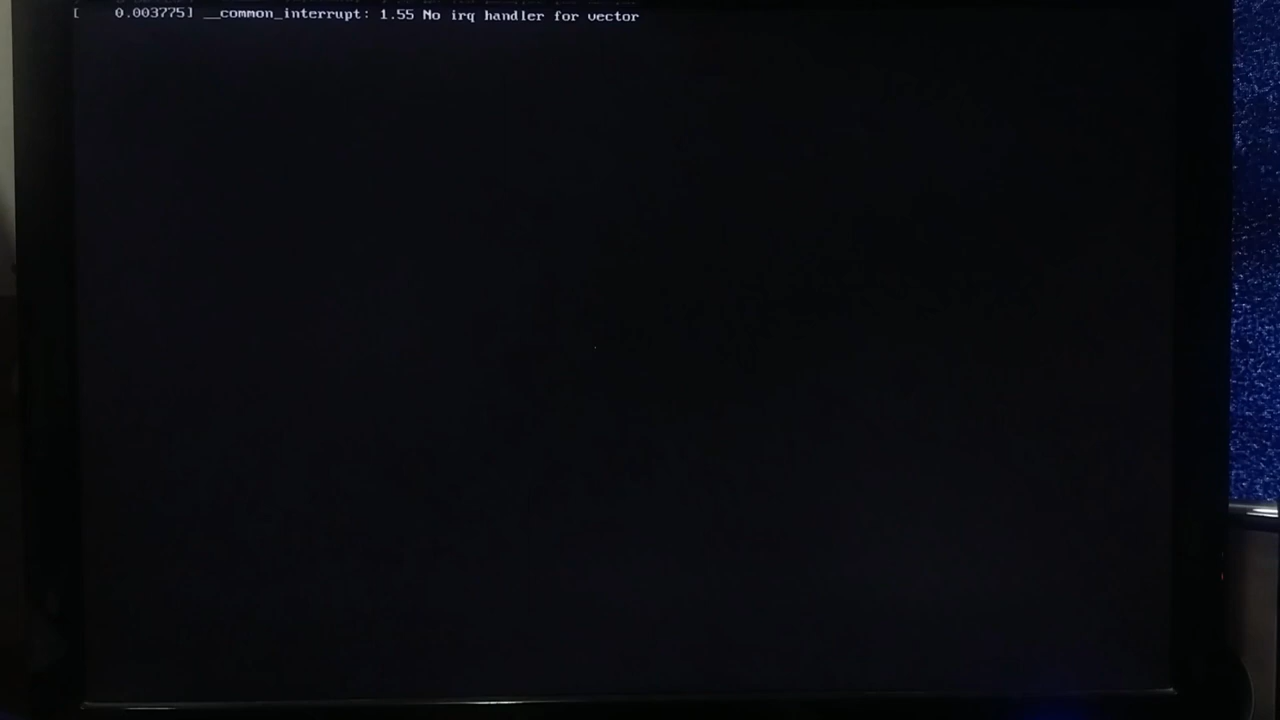 [    0.003775] __common_interrupt: 1.55 No irq handler for vector